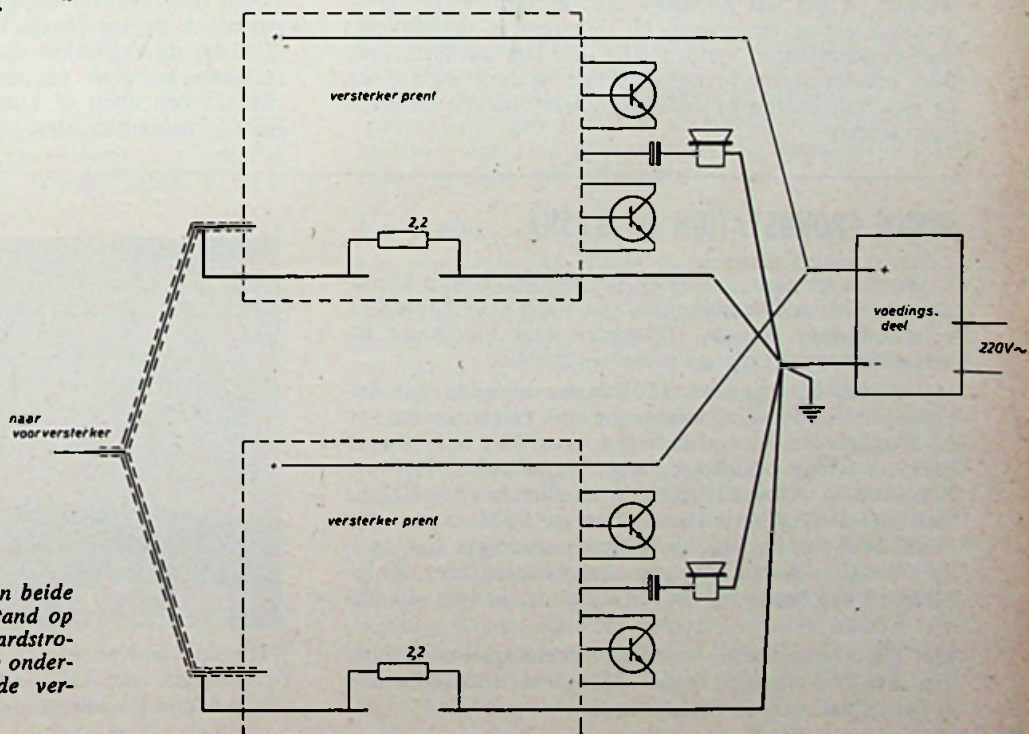 +
versterker prent
2,2
naar
voorversterker
+
voedings.
deel
-
220V~
+
versterker prent
2,2
n beide
tand op
ardstro-
onder-
de ver-